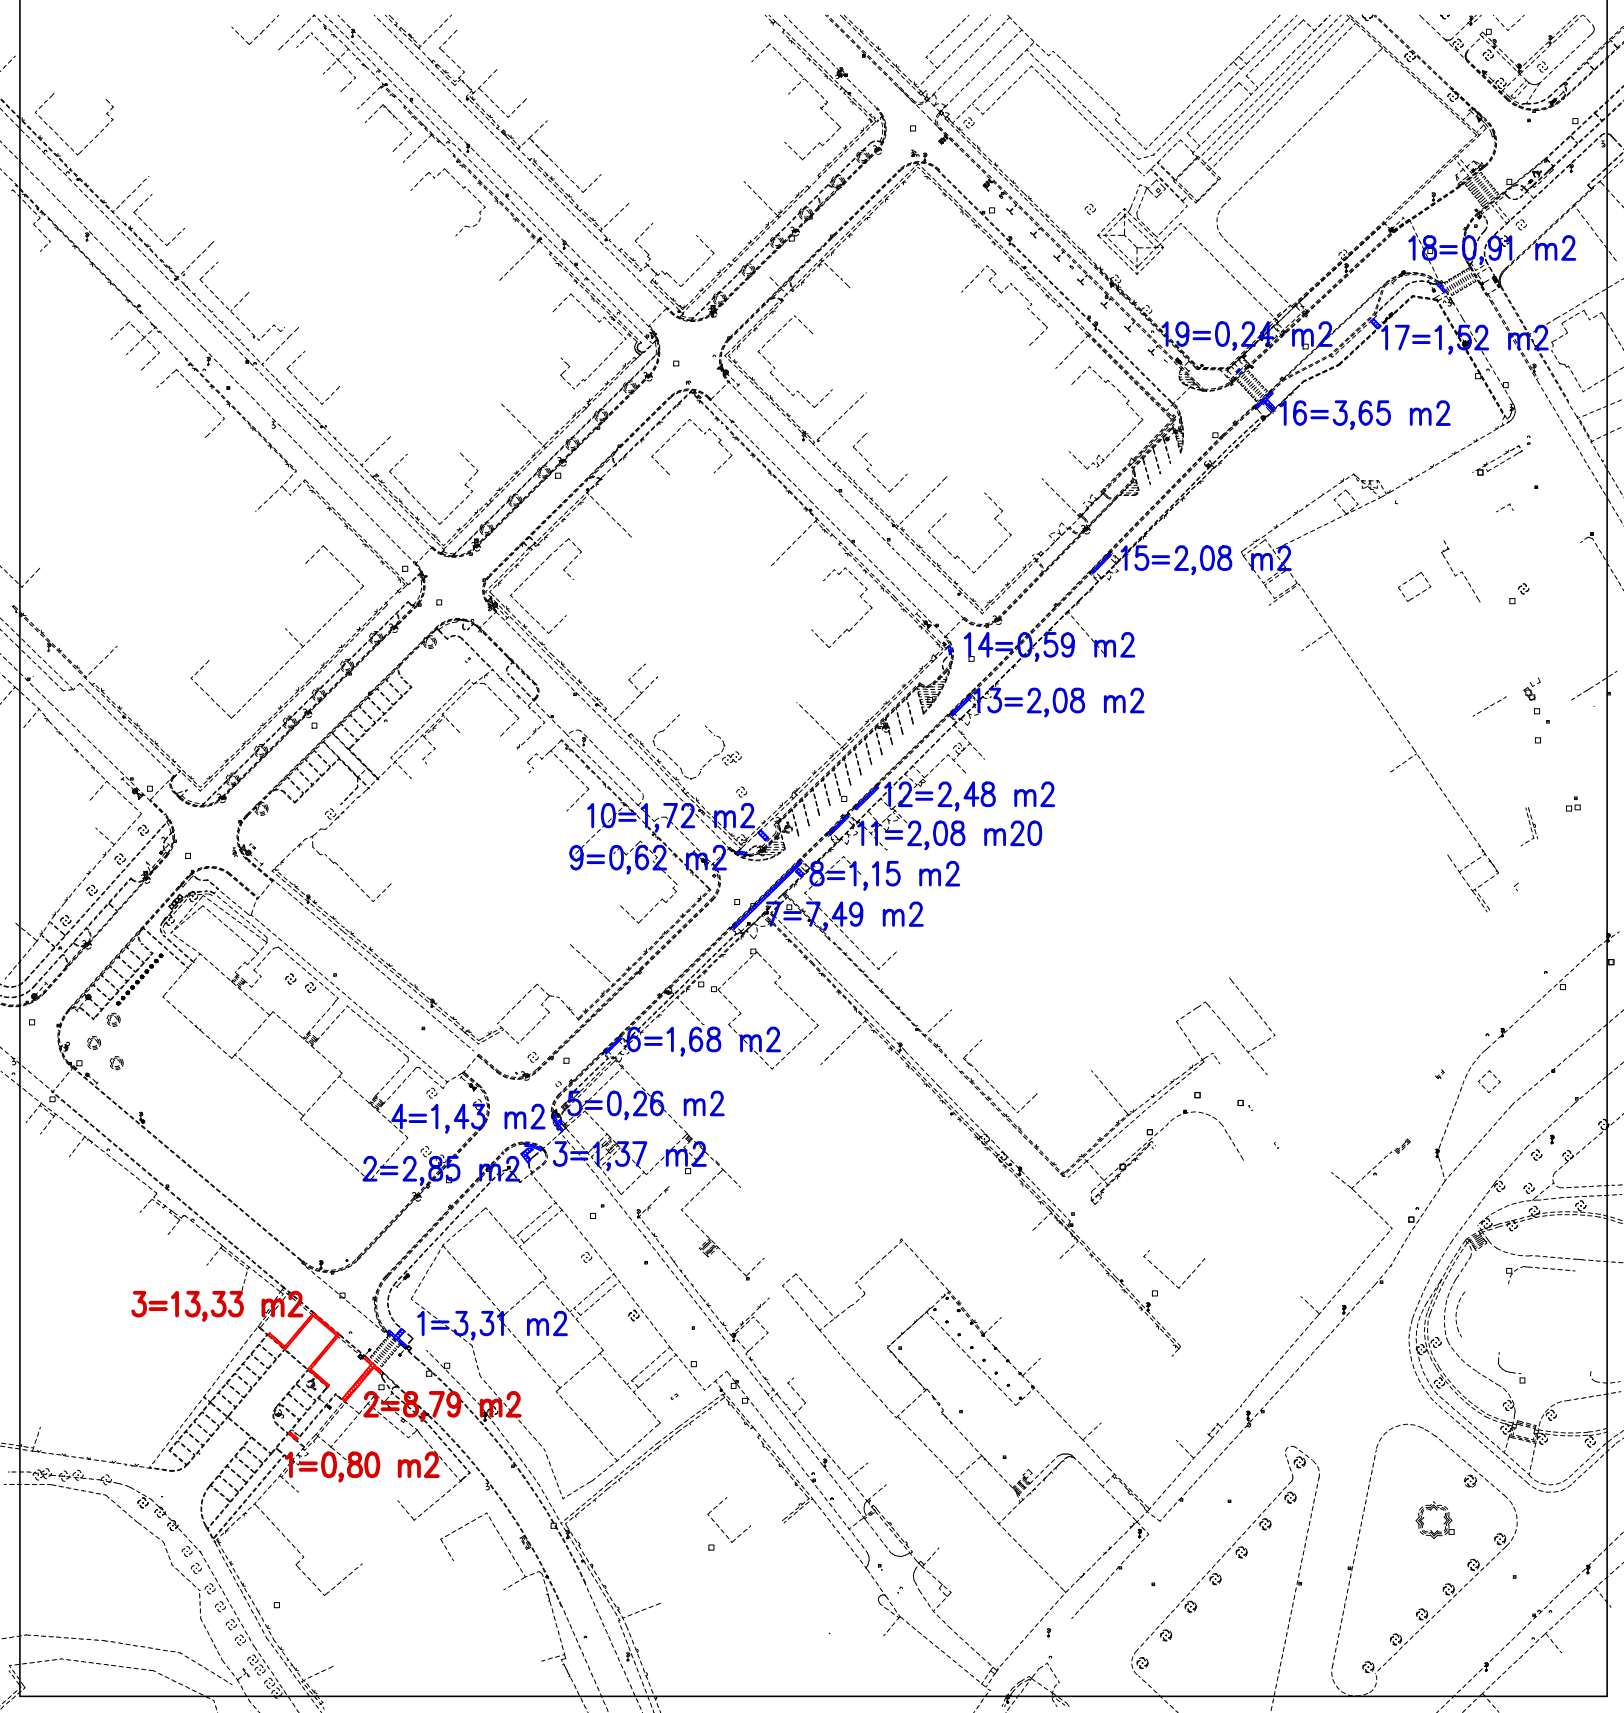 18=0,91 m2
19=0,24 m2
17=1,52 m2
16=3,65 m2
15=2,08 m2
14=0,59 m2
13=2,08 m2
12=2,48 m2
10=1,72 m2
11=2,08 m20
9=0,62 m2
8=1,15 m2
7=7,49 m2
6=1,68 m2
5=0,26 m2
4=1,43 m2
3=1,37 m2
2=2,85 m2
3=13,33 m2
1=3,31 m2
2=8,79 m2
1=0,80 m2